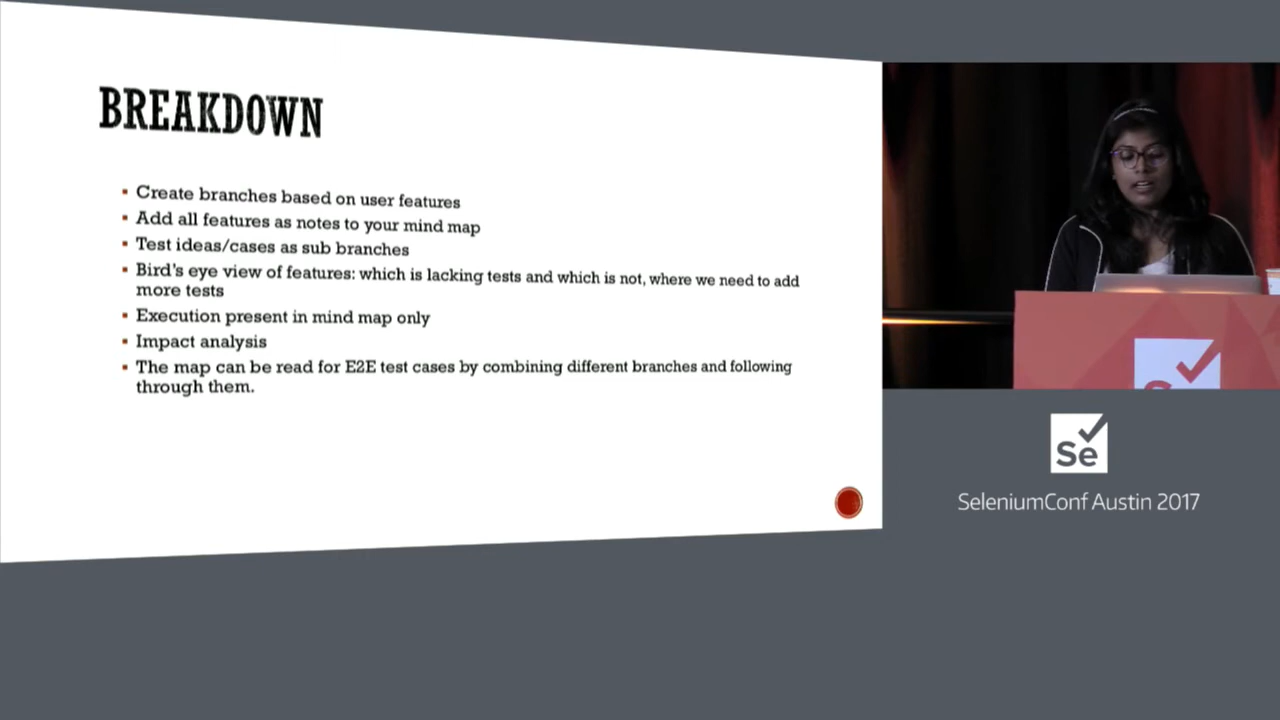 BREAKDOWN
Create branches based on user features
Add all features as notes to your mind map
Test ideas/cases as sub branches
Bird's eye view of features: which is lacking tests and which is not, where we need to add
more tests
Execution present in mind map only
Impact analysis
The map can be read for E2E test cases by combining different branches and following
through them.
Se
Se
SeleniumConf Austin 2017